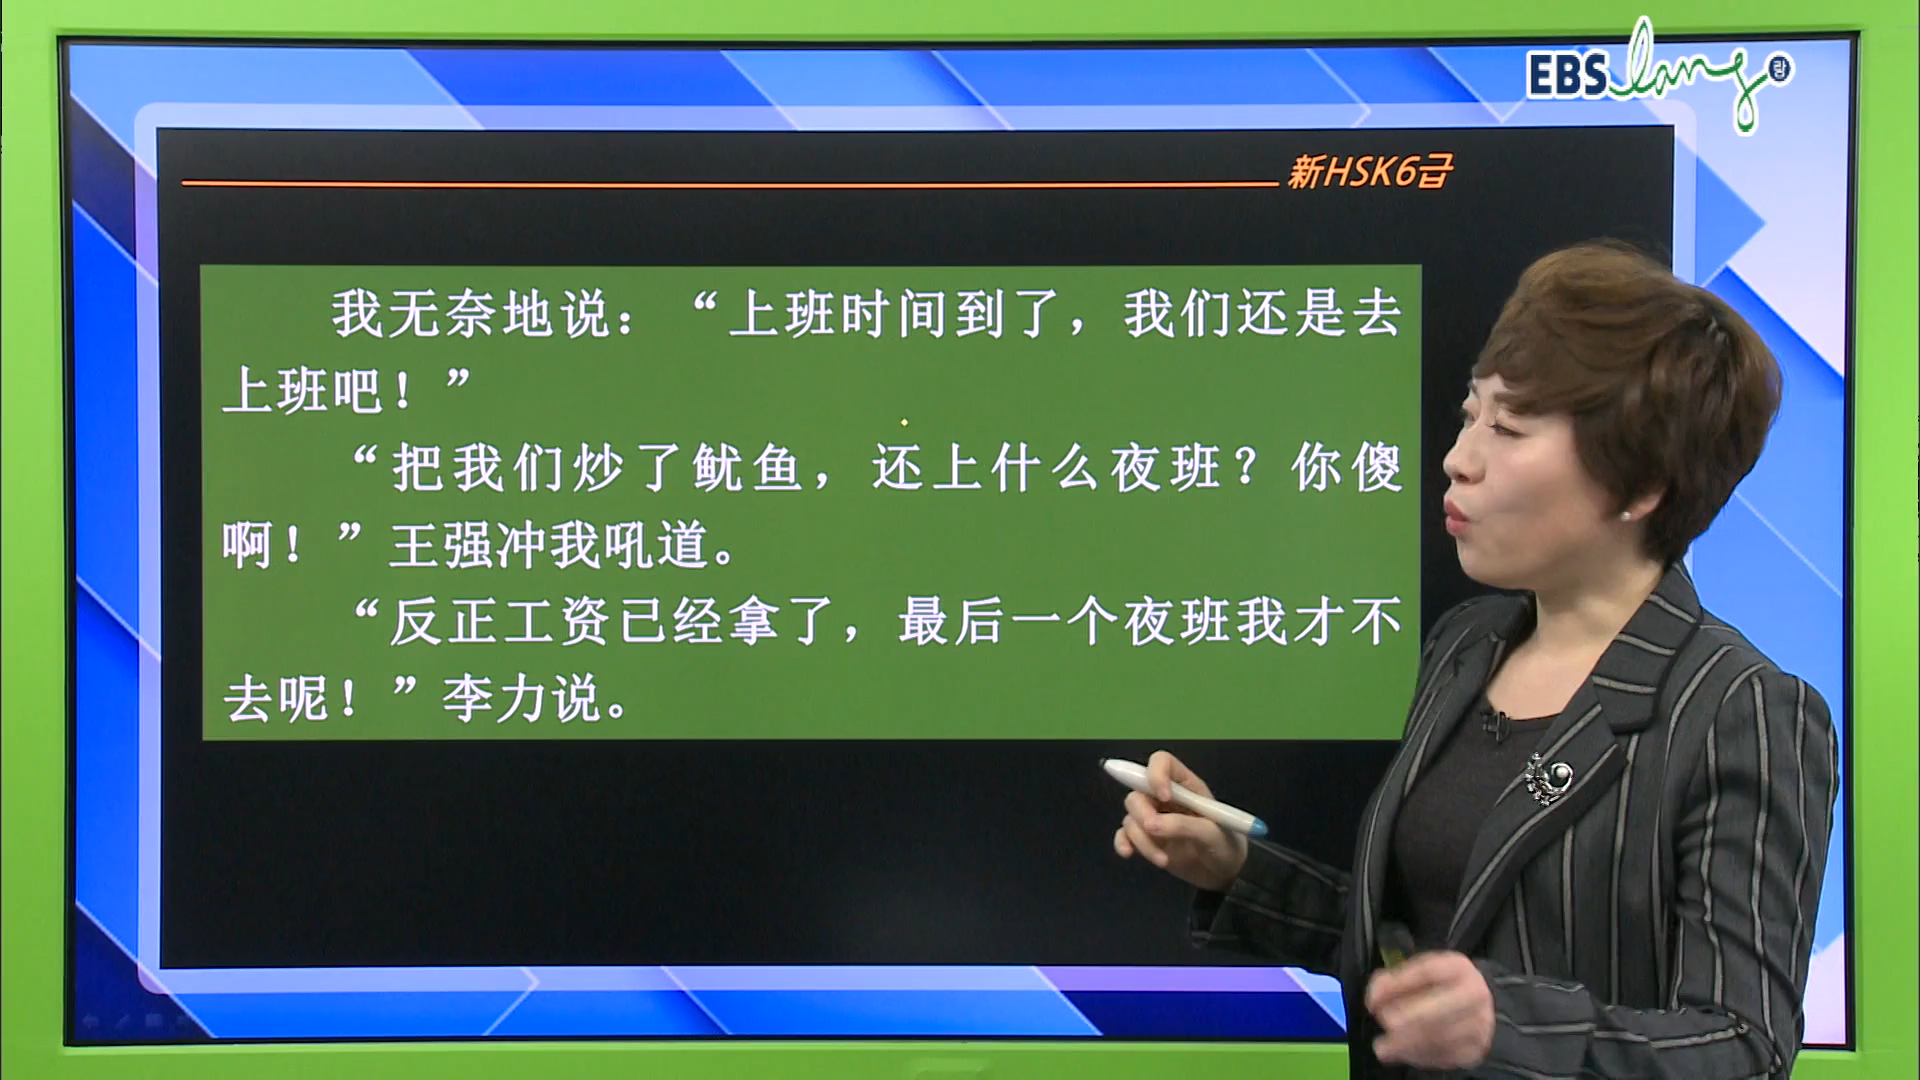 EBS lang 랑
新HSK6급
我无奈地说：“上班时间到了，我们还是去
上班吧！”
“把我们炒了鱿鱼，还上什么夜班？你傻
啊！”王强冲我吼道。
“反正工资已经拿了，最后一个夜班我才不
去呢！”李力说。